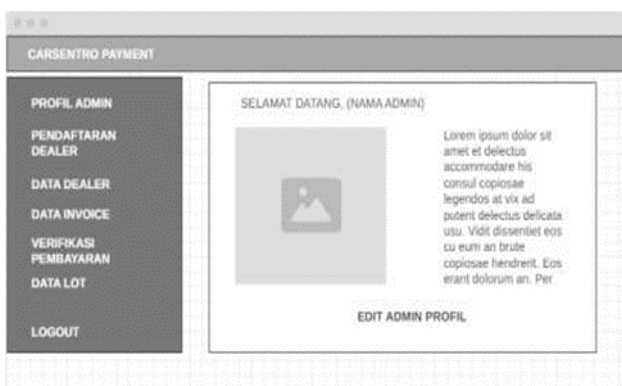 CARSENTRO PAYMENT
PROFIL ADMIN
PENDAFTARAN
DEALER
DATA DEALER
DATA INVOICE
VERIFIKASI
PEMBAYARAN
DATA LOT
LOGOUT
SELAMAT DATANG, (NAMA ADMIN)
Lorem ipsum dolor sit
amet et delectus
accommodare his
consul copiosae
legendos at vix ad
putent delectus delicata
usu. Vidit dissentiet eos
cu eum an brute
copiosae hendrerit. Eos
erant dolorum an. Per
EDIT ADMIN PROFIL